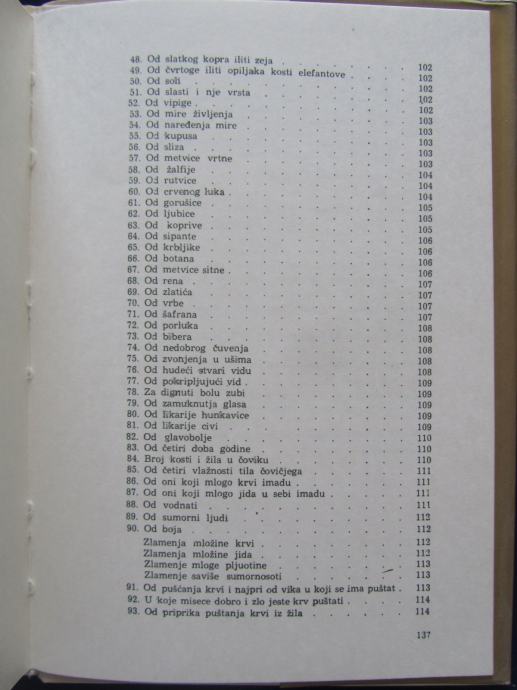 48. Od slatkog kopra iliti zeja . . . . . . . 102
49. Od čvrtoge iliti opiljaka kosti elefantove . . . . 102
50. Od soli . . . . . . . . . . . . 102
51. Od slasti i nje vrsta . . . . . . . . . 102
52. Od vipige . . . . . . . . . . . . 102
53. Od mire življenja . . . . . . . . . . 103
54. Od naređenja mire . . . . . . . . . 103
55. Od kupusa . . . . . . . . . . . 103
56. Od sliza . . . . . . . . . . . . 103
57. Od metvice vrtne . . . . . . . . . 103
58. Od žalfije . . . . . . . . . . . 104
59. Od rutvice . . . . . . . . . . . 104
60. Od crvenog luka . . . . . . . . . . 104
61. Od gorušice . . . . . . . . . . . 105
62. Od ljubice . . . . . . . . . . . 105
63. Od koprive . . . . . . . . . . . 105
64. Od sipante . . . . . . . . . . . 106
65. Od krbljike . . . . . . . . . . . 106
66. Od botana . . . . . . . . . . . 106
67. Od metvice sitne . . . . . . . . . . 106
68. Od rena . . . . . . . . . . . . 107
69. Od zlatića . . . . . . . . . . . 107
70. Od vrbe . . . . . . . . . . . . 107
71. Od šafrana . . . . . . . . . . . 107
72. Od porluka . . . . . . . . . . . 108
73. Od bibera . . . . . . . . . . . 108
74. Od nedobrog čuvenja . . . . . . . . 108
75. Od zvonjenja u ušima . . . . . . . . 108
76. Od hudeći stvari vidu . . . . . . . . 108
77. Od pokripljujući vid . . . . . . . . . 109
78. Za dignuti bolu zubi . . . . . . . . 109
79. Od zamuknutja glasa . . . . . . . . 109
80. Od likarije hunkavice . . . . . . . . 109
81. Od likarije civi . . . . . . . . . . 109
82. Od glavobolje . . . . . . . . . . 110
83. Od četiri doba godine . . . . . . . . 110
84. Broj kosti i žila u čoviku . . . . . . . 110
85. Od četiri vlažnosti tila čovičjega . . . . . 111
86. Od oni koji mlogo krvi imadu . . . . . . 111
87. Od oni koji mlogo jida u sebi imadu . . . . . 111
88. Od vodnati . . . . . . . . . . . 111
89. Od sumorni ljudi . . . . . . . . . 112
90. Od boja . . . . . . . . . . . . 112
Zlamenja množine krvi . . . . . . . . 112
Zlamenja množine jida . . . . . . . . 112
Zlamenje mloge pljuotine . . . . . . . 113
Zlamenje saviše sumornosoti . . . . . . 113
91. Od pušćanja krvi i najpri od vika u koji se ima puštat . 113
92. U koje misece dobro i zlo jeste krv puštati . . . . 114
93. Od priprika puštanja krvi iz žila . . . . . . 114
137